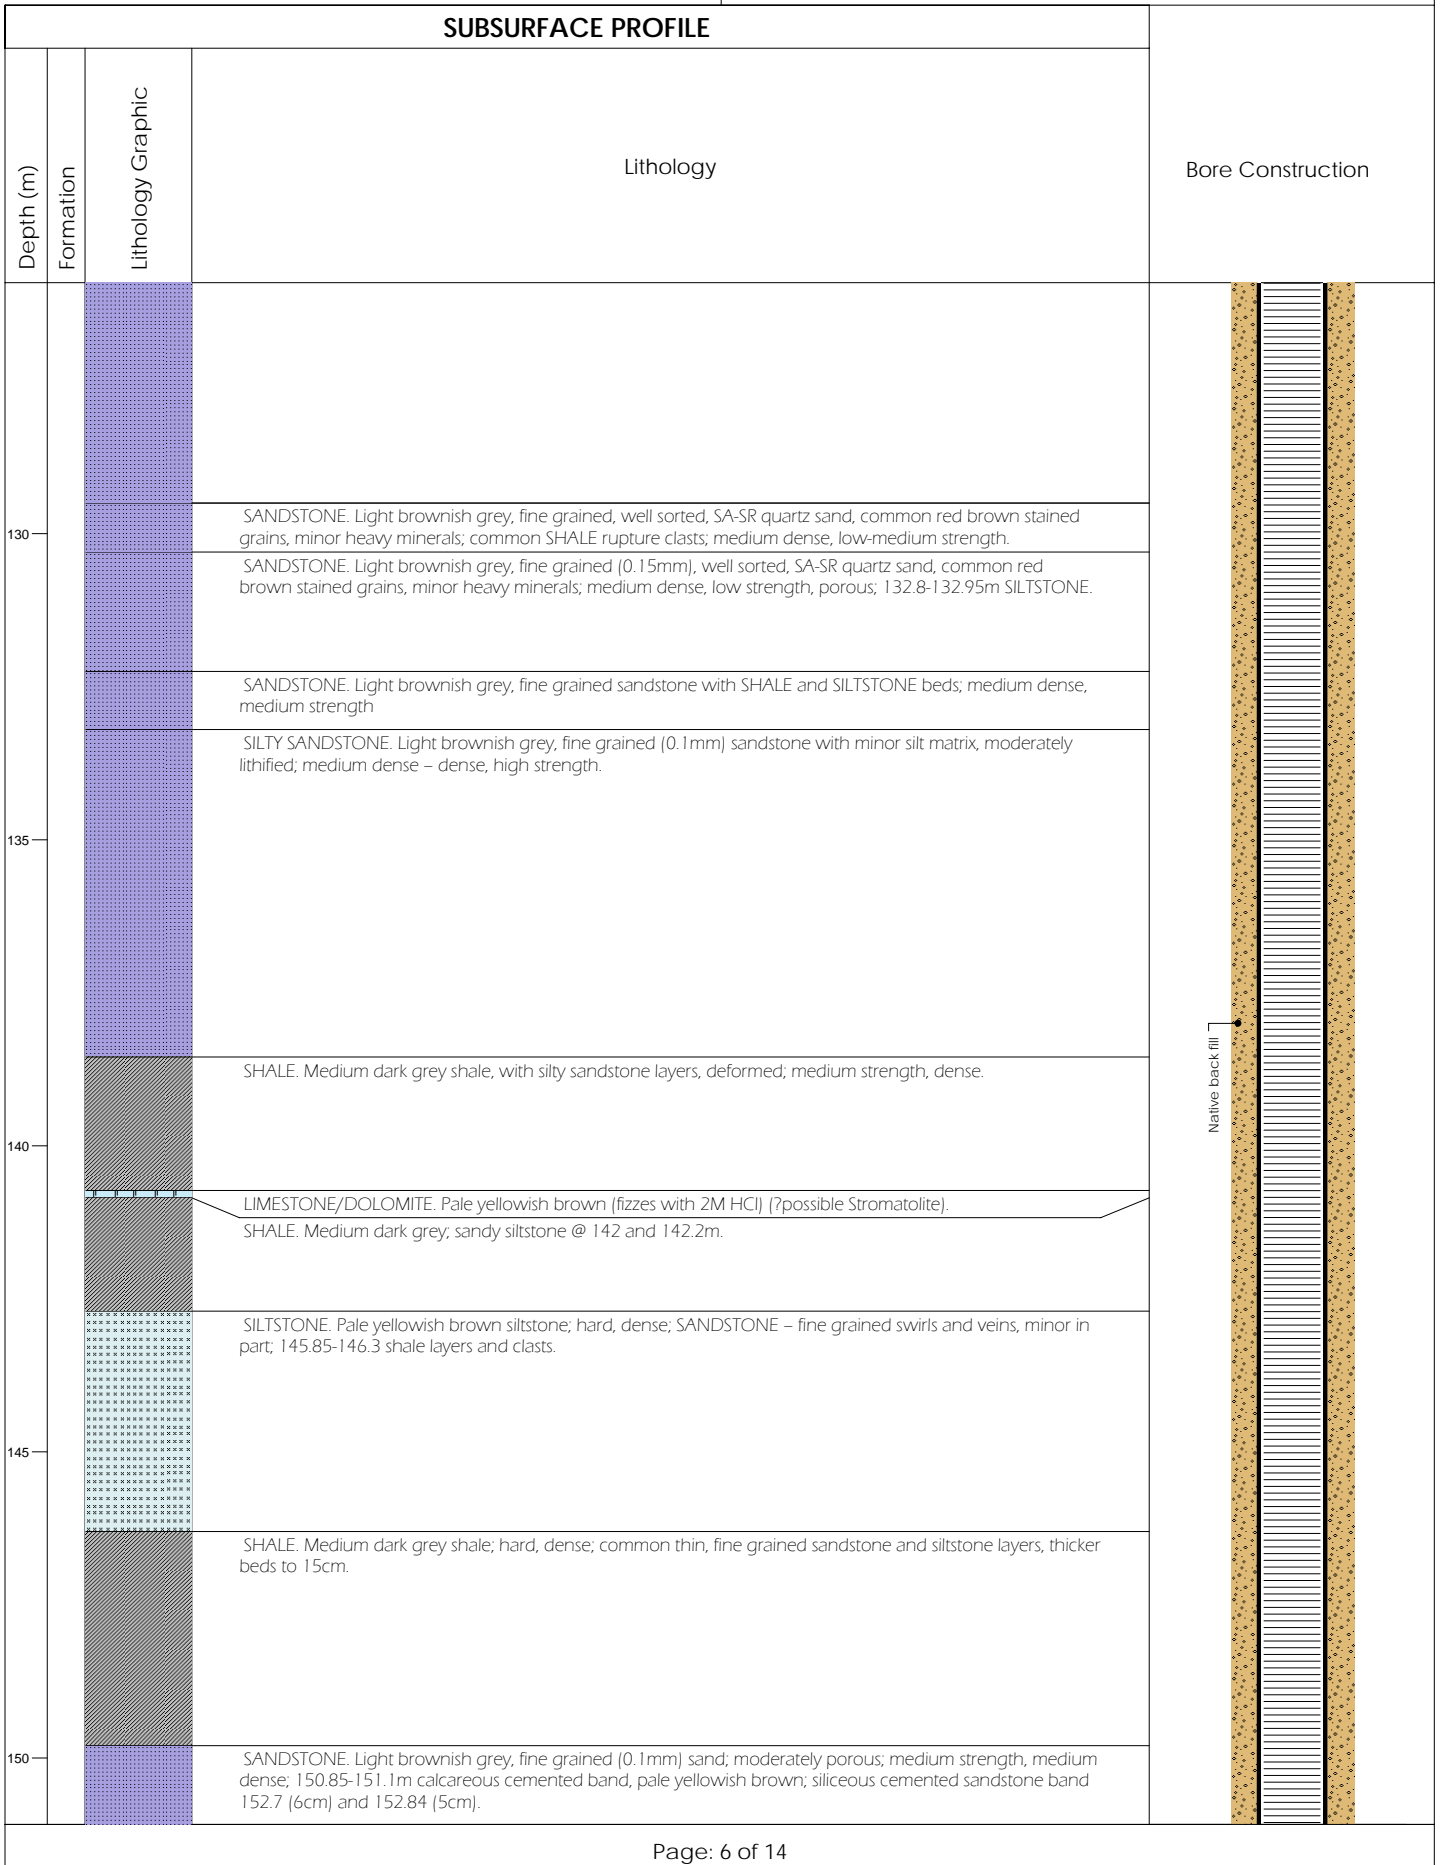 SUBSURFACE PROFILE
Depth (m)
Formation
Lithology Graphic
Lithology
Bore Construction
130
SANDSTONE. Light brownish grey, fine grained, well sorted, SA-SR quartz sand, common red brown stained
grains, minor heavy minerals; common SHALE rupture clasts; medium dense, low-medium strength.
SANDSTONE. Light brownish grey, fine grained (0.15mm), well sorted, SA-SR quartz sand, common red
brown stained grains, minor heavy minerals; medium dense, low strength, porous; 132.8-132.95m SILTSTONE.
SANDSTONE. Light brownish grey, fine grained sandstone with SHALE and SILTSTONE beds; medium dense,
medium strength
SILTY SANDSTONE. Light brownish grey, fine grained (0.1mm) sandstone with minor silt matrix, moderately
lithified; medium dense – dense, high strength.
135
Native back fill
SHALE. Medium dark grey shale, with silty sandstone layers, deformed; medium strength, dense.
140
LIMESTONE/DOLOMITE. Pale yellowish brown (fizzes with 2M HCl) (?possible Stromatolite).
SHALE. Medium dark grey; sandy siltstone @ 142 and 142.2m.
SILTSTONE. Pale yellowish brown siltstone; hard, dense; SANDSTONE – fine grained swirls and veins, minor in
part; 145.85-146.3 shale layers and clasts.
145
SHALE. Medium dark grey shale; hard, dense; common thin, fine grained sandstone and siltstone layers, thicker
beds to 15cm.
150
SANDSTONE. Light brownish grey, fine grained (0.1mm) sand; moderately porous; medium strength, medium
dense; 150.85-151.1m calcareous cemented band, pale yellowish brown; siliceous cemented sandstone band
152.7 (6cm) and 152.84 (5cm).
Page: 6 of 14